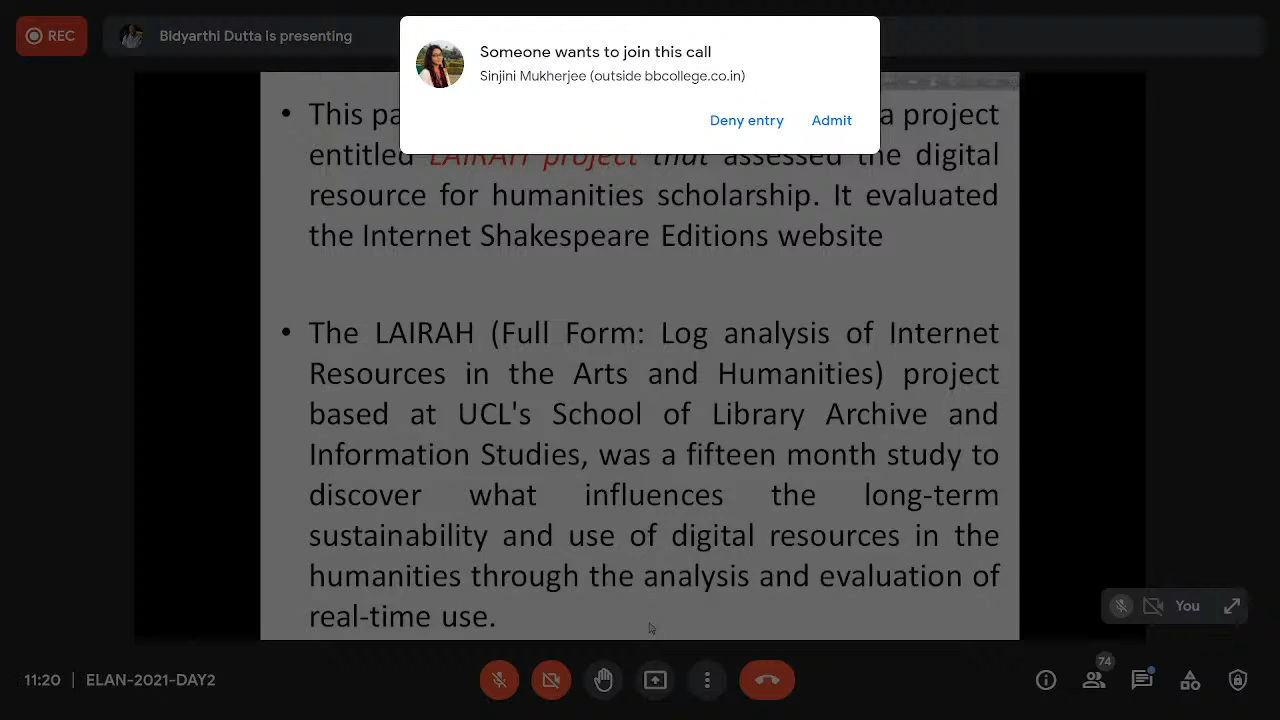 REC
Bidyarthi Dutta is presenting
Someone wants to join this call
Sinjini Mukherjee (outside bbcollege.co.in)
Deny entry Admit
• This a project
entitled LAIRAH project that assessed the digital
resource for humanities scholarship. It evaluated
the Internet Shakespeare Editions website
• The LAIRAH (Full Form: Log analysis of Internet
Resources in the Arts and Humanities) project
based at UCL's School of Library Archive and
Information Studies, was a fifteen month study to
discover what influences the long-term
sustainability and use of digital resources in the
humanities through the analysis and evaluation of
real-time use.
You
74
11:20 | ELAN-2021-DAY2